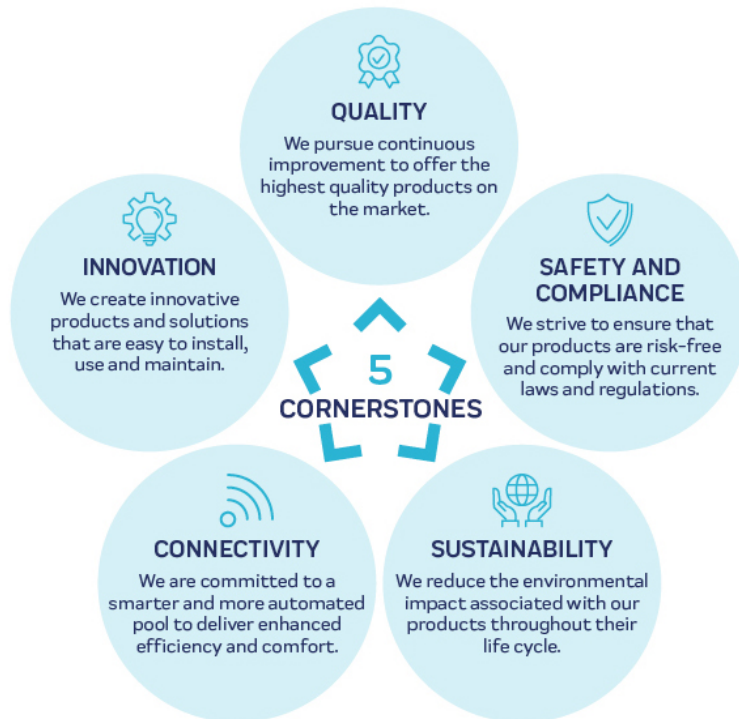 QUALITY
We pursue continuous
improvement to offer the
highest quality products on
the market.
INNOVATION
We create innovative
products and solutions
that are easy to install,
use and maintain.
SAFETY AND
COMPLIANCE
We strive to ensure that
our products are risk-free
and comply with current
laws and regulations.
5
CORNERSTONES
CONNECTIVITY
We are committed to a
smarter and more automated
pool to deliver enhanced
efficiency and comfort.
SUSTAINABILITY
We reduce the environmental
impact associated with our
products throughout their
life cycle.